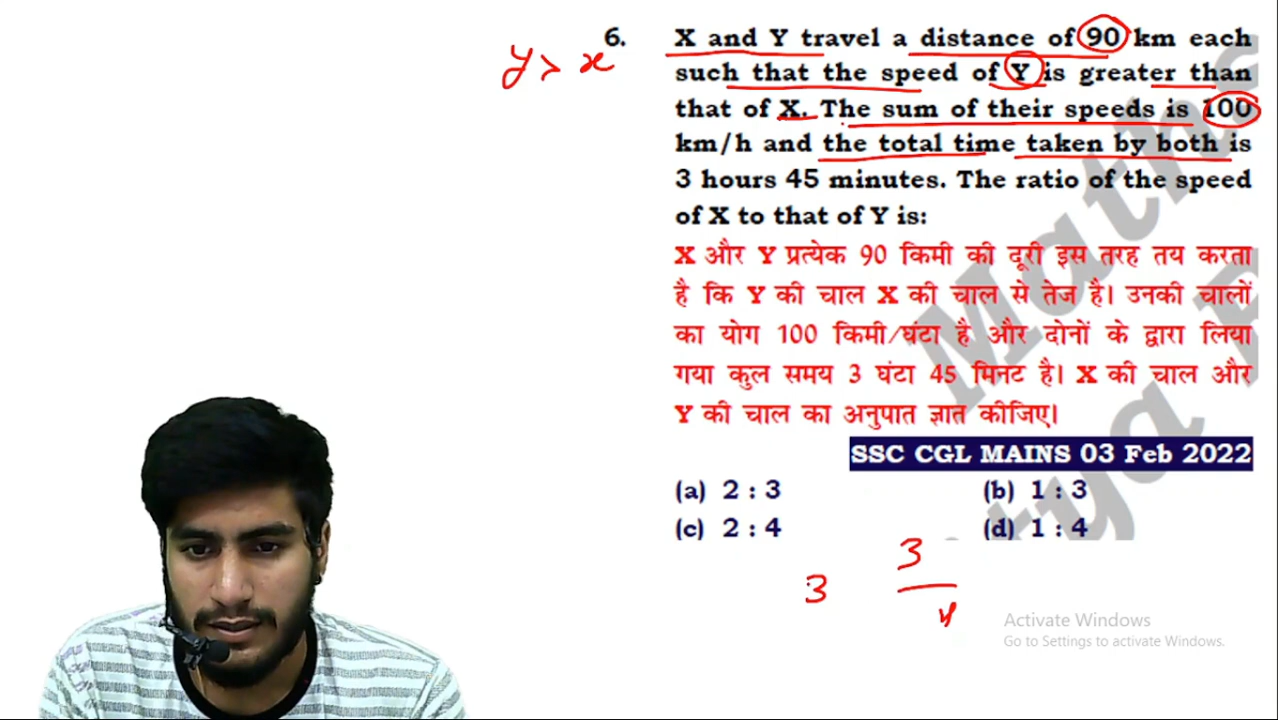 y > x
6. X and Y travel a distance of 90 km each
such that the speed of Y is greater than
that of X. The sum of their speeds is 100
km/h and the total time taken by both is
3 hours 45 minutes. The ratio of the speed
of X to that of Y is:
X और Y प्रत्येक 90 किमी की दूरी इस तरह तय करता
है कि Y की चाल X की चाल से तेज है। उनकी चालों
का योग 100 किमी/घंटा है और दोनों के द्वारा लिया
गया कुल समय 3 घंटा 45 मिनट है। X की चाल और
Y की चाल का अनुपात ज्ञात कीजिए।
SSC CGL MAINS 03 Feb 2022
(a) 2 : 3 (b) 1 : 3
(c) 2 : 4 (d) 1 : 4
3 3
4
Activate Windows
Go to Settings to activate Windows.
Maths